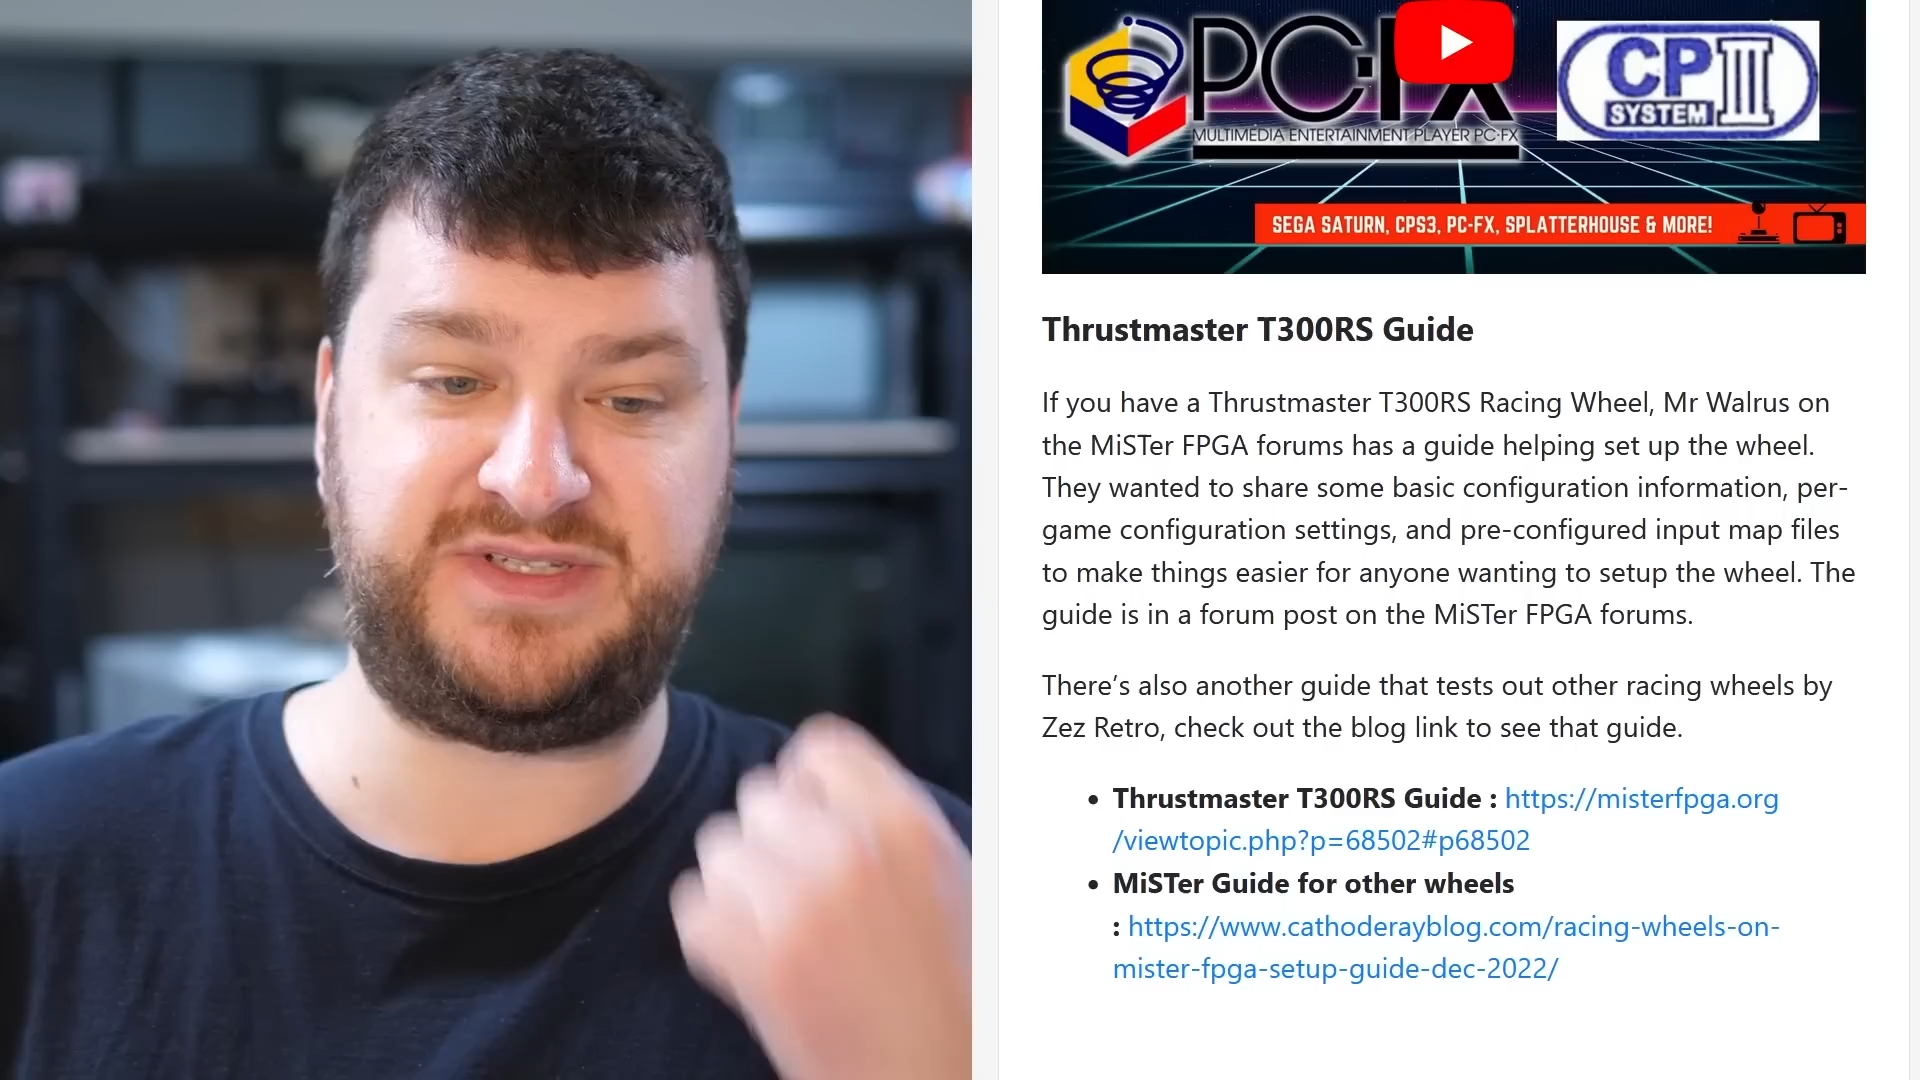 PC-FX
MULTIMEDIA ENTERTAINMENT PLAYER PC-FX
CP III
SYSTEM
SEGA SATURN, CPS3, PC-FX, SPLATTERHOUSE & MORE!
Thrustmaster T300RS Guide
If you have a Thrustmaster T300RS Racing Wheel, Mr Walrus on
the MiSTer FPGA forums has a guide helping set up the wheel.
They wanted to share some basic configuration information, per-
game configuration settings, and pre-configured input map files
to make things easier for anyone wanting to setup the wheel. The
guide is in a forum post on the MiSTer FPGA forums.
There’s also another guide that tests out other racing wheels by
Zez Retro, check out the blog link to see that guide.
• Thrustmaster T300RS Guide : https://misterfpga.org
/viewtopic.php?p=68502#p68502
• MiSTer Guide for other wheels
: https://www.cathoderayblog.com/racing-wheels-on-
mister-fpga-setup-guide-dec-2022/